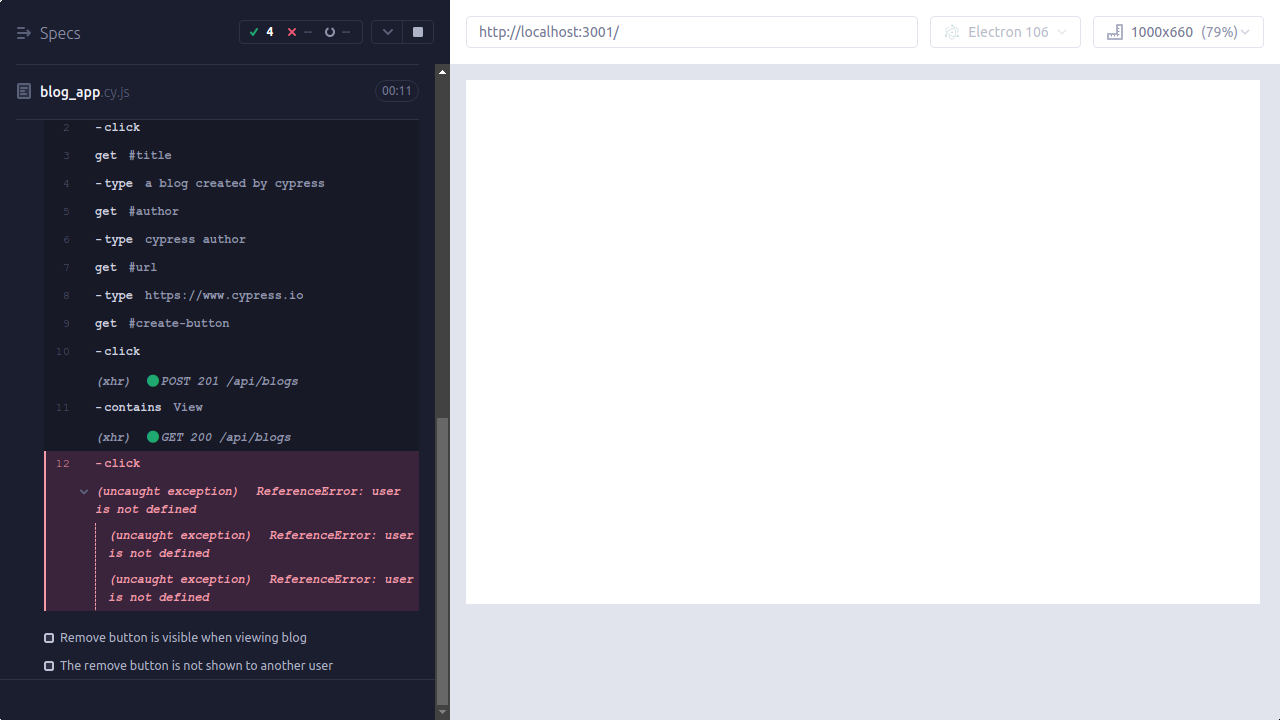 Specs
4 -- --
http://localhost:3001/
Electron 106
1000x660 (79%)
blog_app.cy.js
00:11
2 -click
3 get #title
4 -type a blog created by cypress
5 get #author
6 -type cypress author
7 get #url
8 -type https://www.cypress.io
9 get #create-button
10 -click
(xhr) POST 201 /api/blogs
11 -contains View
(xhr) GET 200 /api/blogs
12 -click
(uncaught exception) ReferenceError: user
is not defined
(uncaught exception) ReferenceError: user
is not defined
(uncaught exception) ReferenceError: user
is not defined
Remove button is visible when viewing blog
The remove button is not shown to another user